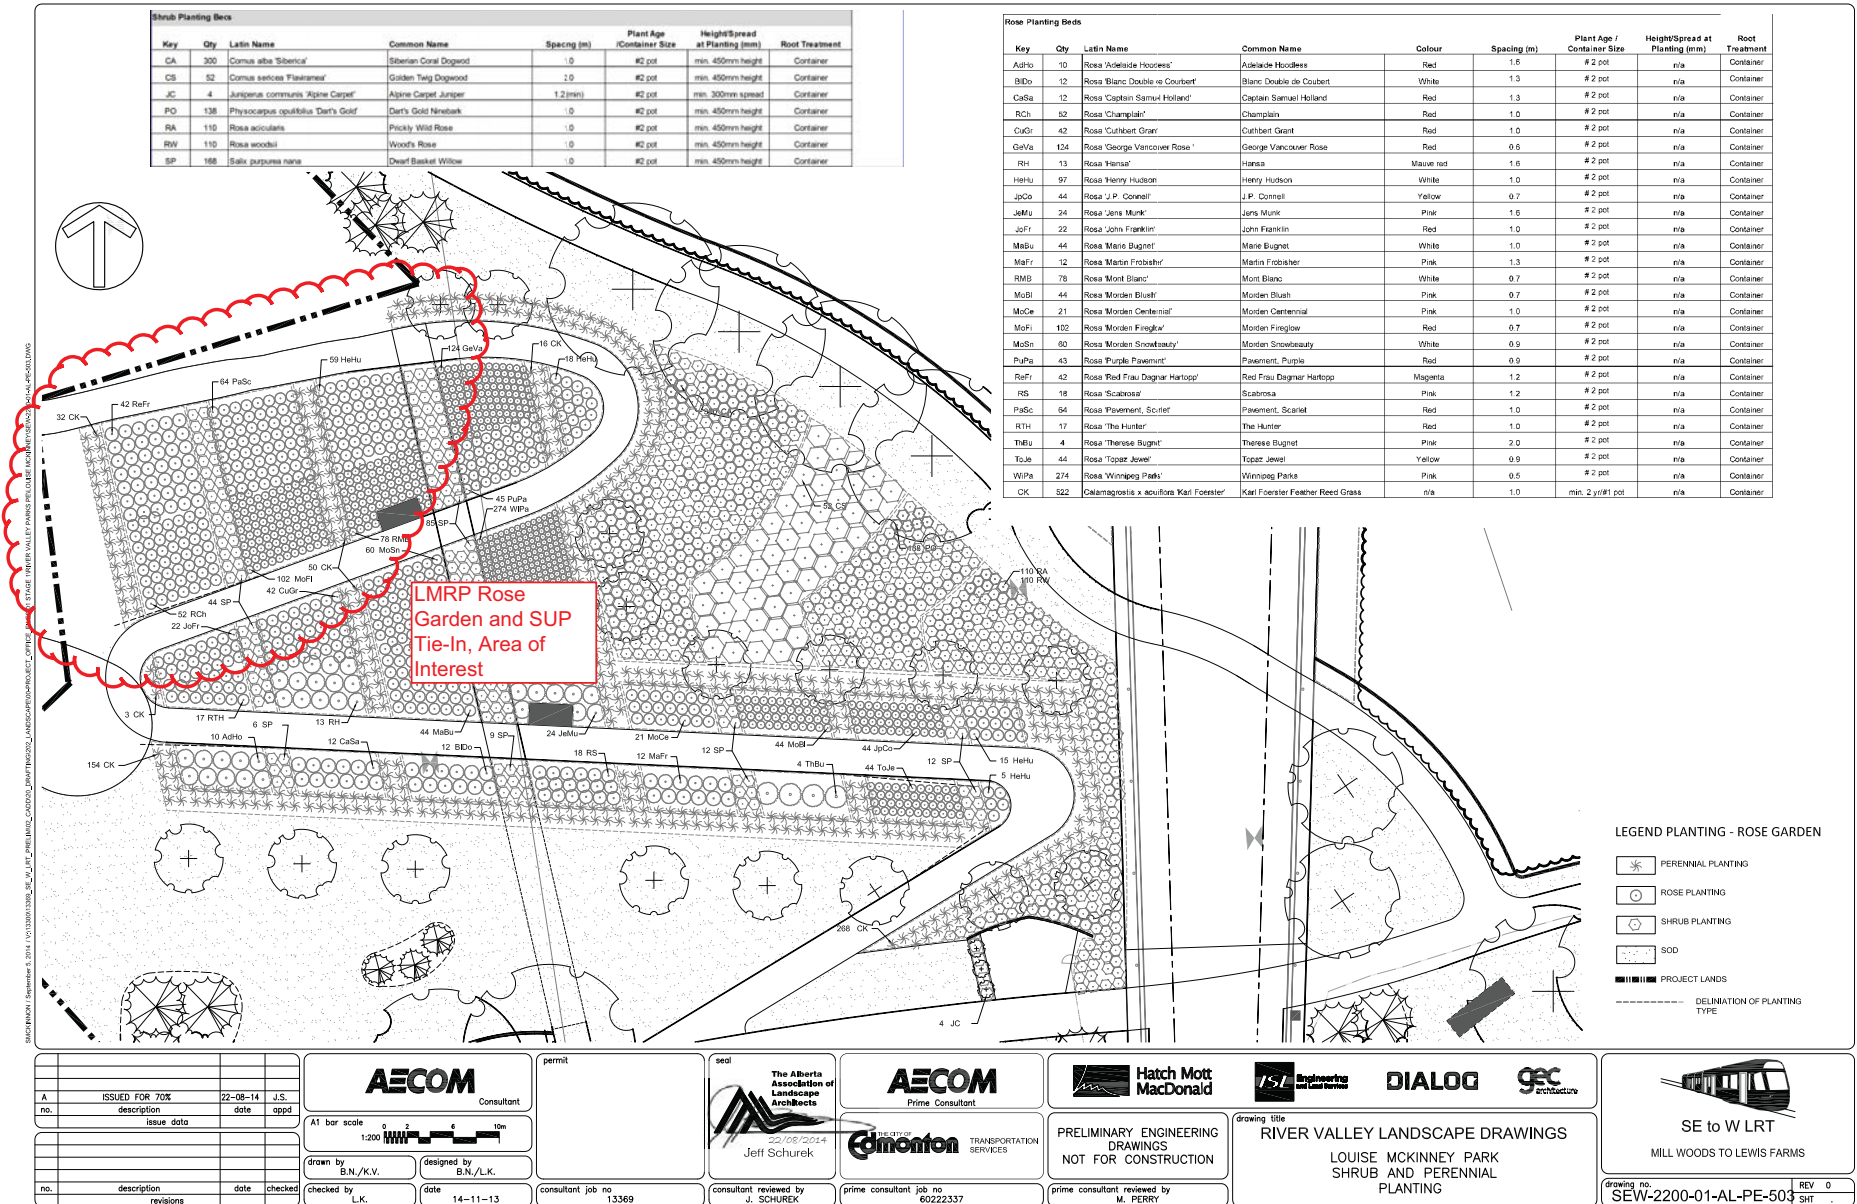 Shrub Planting Beds
Key Qty Latin Name Common Name Spacing (m) Plant Age /Container Size Height/Spread at Planting (mm) Root Treatment
CA 300 Cornus alba 'Siberica' Siberian Coral Dogwod 1.0 #2 pot min. 450mm height Container
CS 52 Cornus sericea 'Flaviramea' Golden Twig Dogwood 2.0 #2 pot min. 450mm height Container
JC 4 Juniperus communis 'Alpine Carpet' Alpine Carpet Juniper 1.2(min) #2 pot min. 300mm spread Container
PO 138 Physocarpus opulifolius 'Dart's Gold' Dart's Gold Ninebark 1.0 #2 pot min. 450mm height Container
RA 110 Rosa acicularis Prickly Wild Rose 1.0 #2 pot min. 450mm height Container
RW 110 Rosa woodsii Wood's Rose 1.0 #2 pot min. 450mm height Container
SP 168 Salix purpurea nana Dwarf Basket Willow 1.0 #2 pot min. 450mm height Container
Rose Planting Beds
Key Qty Latin Name Common Name Colour Spacing (m) Plant Age / Container Size Height/Spread at Planting (mm) Root Treatment
AdHo 10 Rosa 'Adelaide Hoodess' Adelaide Hoodless Red 1.6 # 2 pot n/a Container
BlDo 12 Rosa 'Blanc Double de Courbert' Blanc Double de Coubert White 1.3 # 2 pot n/a Container
CaSa 12 Rosa 'Captain Samuel Holland' Captain Samuel Holland Red 1.3 # 2 pot n/a Container
RCh 52 Rosa 'Champlain' Champlain Red 1.0 # 2 pot n/a Container
CuGr 42 Rosa 'Cuthbert Grant' Cuthbert Grant Red 1.0 # 2 pot n/a Container
GeVa 124 Rosa 'George Vancouver Rose ' George Vancouver Rose Red 0.6 # 2 pot n/a Container
RH 13 Rosa 'Hansa' Hansa Mauve red 1.6 # 2 pot n/a Container
HeHu 97 Rosa 'Henry Hudson' Henry Hudson White 1.0 # 2 pot n/a Container
JpCo 44 Rosa 'J.P. Connell' J.P. Connell Yellow 0.7 # 2 pot n/a Container
JeMu 24 Rosa 'Jens Munk' Jens Munk Pink 1.6 # 2 pot n/a Container
JoFr 22 Rosa 'John Franklin' John Franklin Red 1.0 # 2 pot n/a Container
MaBu 44 Rosa 'Marie Bugnet' Marie Bugnet White 1.0 # 2 pot n/a Container
MaFr 12 Rosa 'Martin Frobisher' Martin Frobisher Pink 1.3 # 2 pot n/a Container
RMB 78 Rosa 'Mont Blanc' Mont Blanc White 0.7 # 2 pot n/a Container
MoBl 44 Rosa 'Morden Blush' Morden Blush Pink 0.7 # 2 pot n/a Container
MoCe 21 Rosa 'Morden Centennial' Morden Centennial Pink 1.0 # 2 pot n/a Container
MoFi 102 Rosa 'Morden Fireglow' Morden Fireglow Red 0.7 # 2 pot n/a Container
MoSn 60 Rosa 'Morden Snowbeauty' Morden Snowbeauty White 0.9 # 2 pot n/a Container
PuPa 43 Rosa 'Purple Pavement' Pavement, Purple Red 0.9 # 2 pot n/a Container
ReFr 42 Rosa 'Red Frau Dagmar Hartopp' Red Frau Dagmar Hartopp Magenta 1.2 # 2 pot n/a Container
RS 18 Rosa 'Scabrosa' Scabrosa Pink 1.2 # 2 pot n/a Container
PaSc 64 Rosa 'Pavement, Scarlet' Pavement, Scarlet Red 1.0 # 2 pot n/a Container
RTH 17 Rosa 'The Hunter' The Hunter Red 1.0 # 2 pot n/a Container
ThBu 4 Rosa 'Therese Bugnet' Therese Bugnet Pink 2.0 # 2 pot n/a Container
ToJe 44 Rosa 'Topaz Jewel' Topaz Jewel Yellow 0.9 # 2 pot n/a Container
WiPa 274 Rosa 'Winnipeg Parks' Winnipeg Parks Pink 0.5 # 2 pot n/a Container
CK 522 Calamagrostis x acutiflora 'Karl Foerster' Karl Foerster Feather Reed Grass n/a 1.0 min. 2 yr/#1 pot n/a Container
124 GeVa
16 CK
18 HeHu
59 HeHu
64 PaSc
42 ReFr
32 CK
45 PuPa
274 WiPa
85 SP
52 CS
138 PO
78 RMB
60 MoSn
50 CK
110 RA
110 RW
102 MoFI
42 CuGr
44 SP
52 RCh
22 JoFr
LMRP Rose
Garden and SUP
Tie-In, Area of
Interest
3 CK
17 RTH
6 SP
13 RH
44 MaBu
9 SP
24 JeMu
21 MoCe
12 SP
44 MoBl
44 JpCo
12 SP
15 HeHu
5 HeHu
154 CK
10 AdHo
12 CaSa
12 BlDo
18 RS
12 MaFr
4 ThBu
44 ToJe
268 CK
4 JC
LEGEND PLANTING - ROSE GARDEN
PERENNIAL PLANTING
ROSE PLANTING
SHRUB PLANTING
SOD
PROJECT LANDS
DELINIATION OF PLANTING
TYPE
A ISSUED FOR 70% 22-08-14 J.S.
no. description date appd
issue data
no. description date checked
revisions
AECOM
Consultant
A1 bar scale
1:200 0 2 6 10m
drawn by
B.N./K.V.
designed by
B.N./L.K.
checked by
L.K.
date
14-11-13
permit
consultant job no
13369
seal
The Alberta
Association of
Landscape
Architects
22/08/2014
Jeff Schurek
consultant reviewed by
J. SCHUREK
AECOM
Prime Consultant
THE CITY OF
Edmonton
TRANSPORTATION
SERVICES
prime consultant job no
60222337
Hatch Mott
MacDonald
ISL Engineering
and Land Services
DIALOG
gec
architecture
PRELIMINARY ENGINEERING
DRAWINGS
NOT FOR CONSTRUCTION
prime consultant reviewed by
M. PERRY
drawing title
RIVER VALLEY LANDSCAPE DRAWINGS
LOUISE MCKINNEY PARK
SHRUB AND PERENNIAL
PLANTING
SE to W LRT
MILL WOODS TO LEWIS FARMS
drawing no.
SEW-2200-01-AL-PE-503
REV 0
SHT